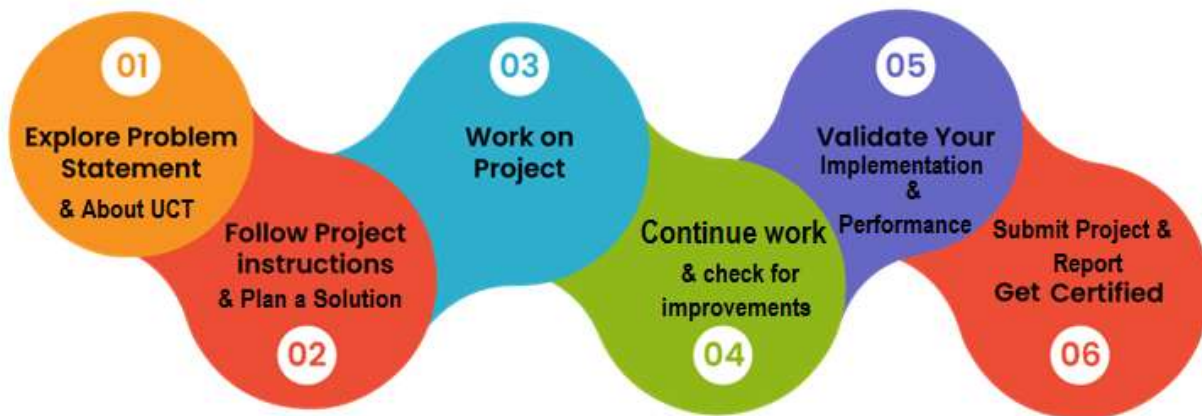 01
Explore Problem
Statement
& About UCT
Follow Project
instructions
& Plan a Solution
02
03
Work on
Project
Continue work
& check for
improvements
04
05
Validate Your
Implementation
&
Performance
Submit Project &
Report
Get Certified
06